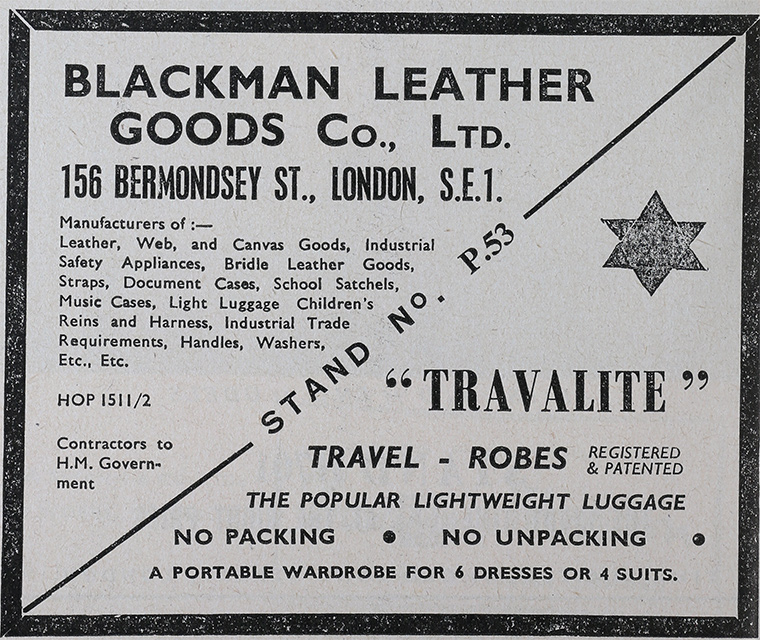 BLACKMAN LEATHER
GOODS Co., LTD.
156 BERMONDSEY ST., LONDON, S.E.1.
Manufacturers of :—
Leather, Web, and Canvas Goods, Industrial
Safety Appliances, Bridle Leather Goods,
Straps, Document Cases, School Satchels,
Music Cases, Light Luggage Children's
Reins and Harness, Industrial Trade
Requirements, Handles, Washers,
Etc., Etc.
HOP 1511/2
Contractors to
H.M. Govern-
ment
STAND No. P.53
“TRAVALITE”
TRAVEL - ROBES REGISTERED
& PATENTED
THE POPULAR LIGHTWEIGHT LUGGAGE
NO PACKING • NO UNPACKING •
A PORTABLE WARDROBE FOR 6 DRESSES OR 4 SUITS.